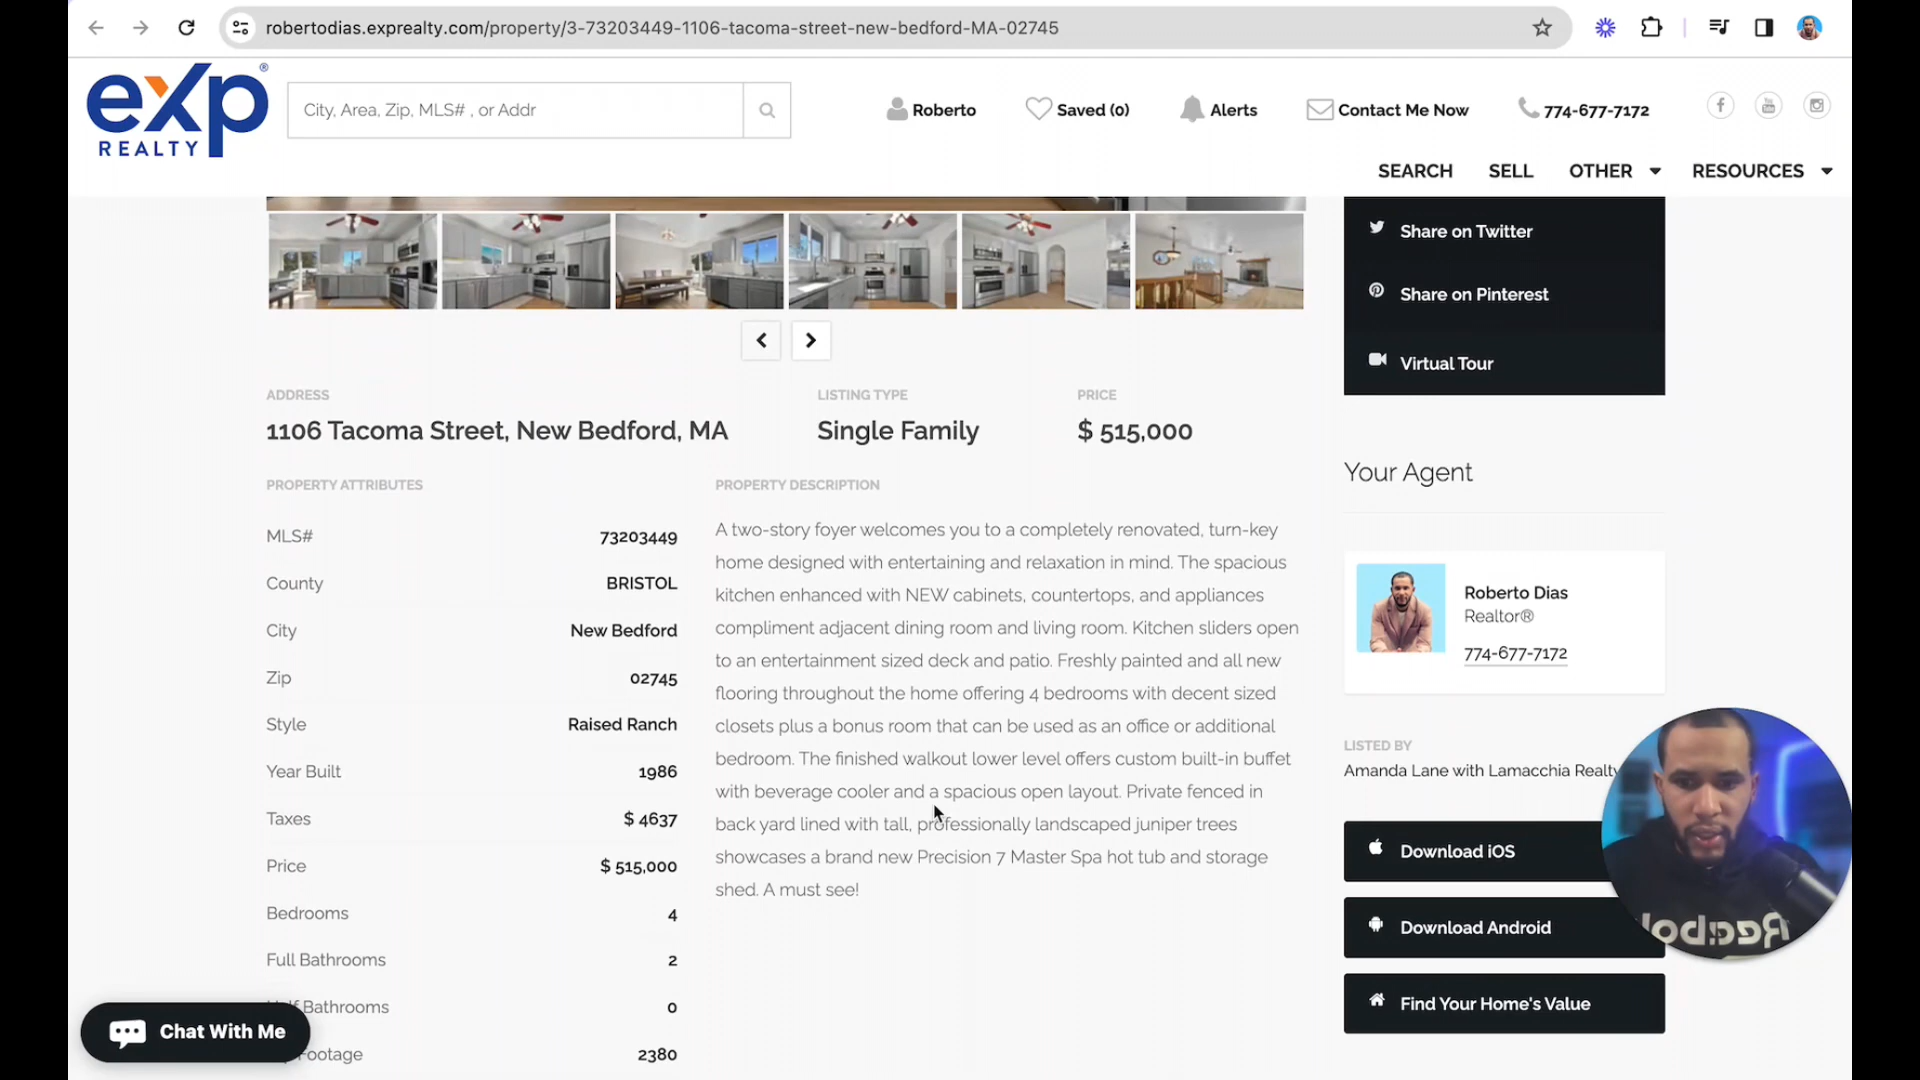 robertodias.exprealty.com/property/3-73203449-1106-tacoma-street-new-bedford-MA-02745
exp®
REALTY
City, Area, Zip, MLS# , or Addr
Roberto
Saved (0)
Alerts
Contact Me Now
774-677-7172
SEARCH
SELL
OTHER
RESOURCES
Share on Twitter
Share on Pinterest
Virtual Tour
ADDRESS
1106 Tacoma Street, New Bedford, MA
LISTING TYPE
Single Family
PRICE
$ 515,000
PROPERTY ATTRIBUTES
MLS# 73203449
County BRISTOL
City New Bedford
Zip 02745
Style Raised Ranch
Year Built 1986
Taxes $ 4637
Price $ 515,000
Bedrooms 4
Full Bathrooms 2
Bathrooms 0
Footage 2380
PROPERTY DESCRIPTION
A two-story foyer welcomes you to a completely renovated, turn-key
home designed with entertaining and relaxation in mind. The spacious
kitchen enhanced with NEW cabinets, countertops, and appliances
compliment adjacent dining room and living room. Kitchen sliders open
to an entertainment sized deck and patio. Freshly painted and all new
flooring throughout the home offering 4 bedrooms with decent sized
closets plus a bonus room that can be used as an office or additional
bedroom. The finished walkout lower level offers custom built-in buffet
with beverage cooler and a spacious open layout. Private fenced in
back yard lined with tall, professionally landscaped juniper trees
showcases a brand new Precision 7 Master Spa hot tub and storage
shed. A must see!
Your Agent
Roberto Dias
Realtor®
774-677-7172
LISTED BY
Amanda Lane with Lamacchia Realty
Download iOS
Download Android
Find Your Home's Value
Chat With Me
Reebok